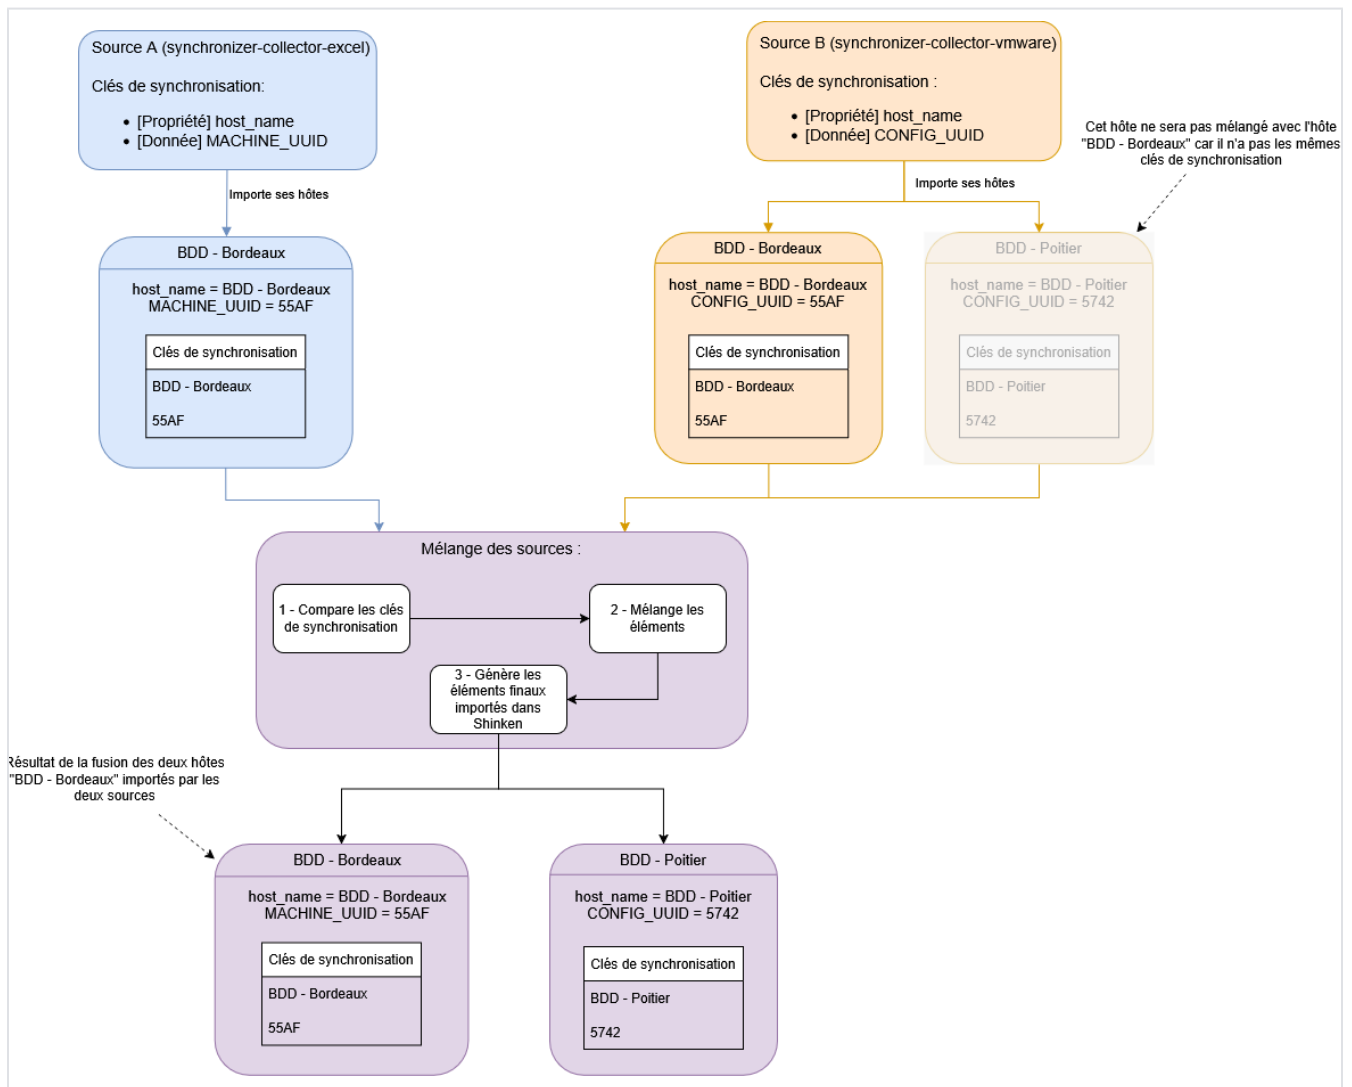 Source A (synchronizer-collector-excel)
Clés de synchronisation:
• [Propriété] host_name
• [Donnée] MACHINE_UUID
Source B (synchronizer-collector-vmware)
Clés de synchronisation :
• [Propriété] host_name
• [Donnée] CONFIG_UUID
Cet hôte ne sera pas mélangé avec l'hôte
"BDD - Bordeaux" car il n'a pas les mêmes
clés de synchronisation
Importe ses hôtes
Importe ses hôtes
BDD - Bordeaux
host_name = BDD - Bordeaux
MACHINE_UUID = 55AF
Clés de synchronisation
BDD - Bordeaux
55AF
BDD - Bordeaux
host_name = BDD - Bordeaux
CONFIG_UUID = 55AF
Clés de synchronisation
BDD - Bordeaux
55AF
BDD - Poitier
host_name = BDD - Poitier
CONFIG_UUID = 5742
Clés de synchronisation
BDD - Poitier
5742
Mélange des sources :
1 - Compare les clés
de synchronisation
2 - Mélange les
éléments
3 - Génère les
éléments finaux
importés dans
Shinken
Résultat de la fusion des deux hôtes
"BDD - Bordeaux" importés par les
deux sources
BDD - Bordeaux
host_name = BDD - Bordeaux
MACHINE_UUID = 55AF
Clés de synchronisation
BDD - Bordeaux
55AF
BDD - Poitier
host_name = BDD - Poitier
CONFIG_UUID = 5742
Clés de synchronisation
BDD - Poitier
5742